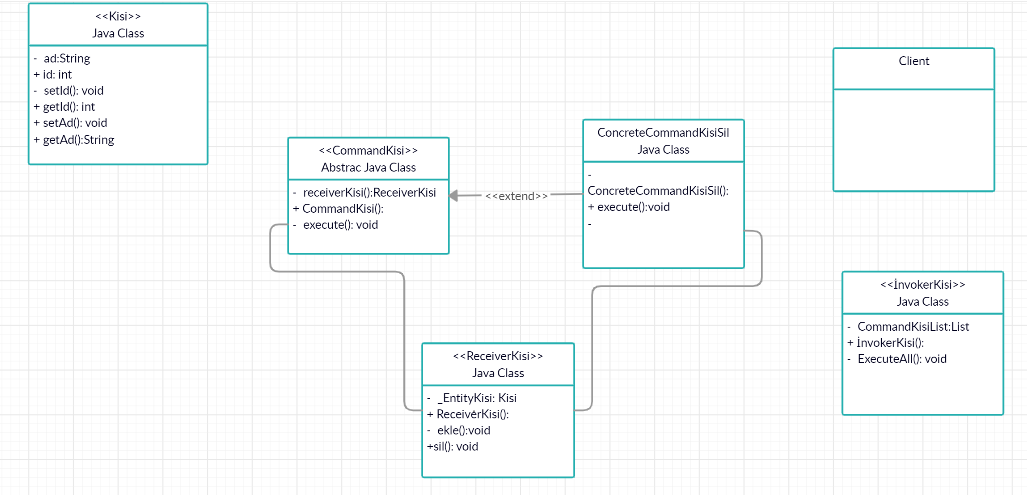 <<Kisi>>
Java Class
- ad:String
+ id: int
- setId(): void
+ getId(): int
+ setAd(): void
+ getAd():String
<<CommandKisi>>
Abstrac Java Class
- receiverKisi():ReceiverKisi
+ CommandKisi():
- execute(): void
<<extend>>
ConcreteCommandKisiSil
Java Class
-
ConcreteCommandKisiSil():
+ execute():void
-
Client
<<İnvokerKisi>>
Java Class
- CommandKisiList:List
+ İnvokerKisi():
- ExecuteAll(): void
<<ReceiverKisi>>
Java Class
- _EntityKisi: Kisi
+ ReceiverKisi():
- ekle():void
+sil(): void